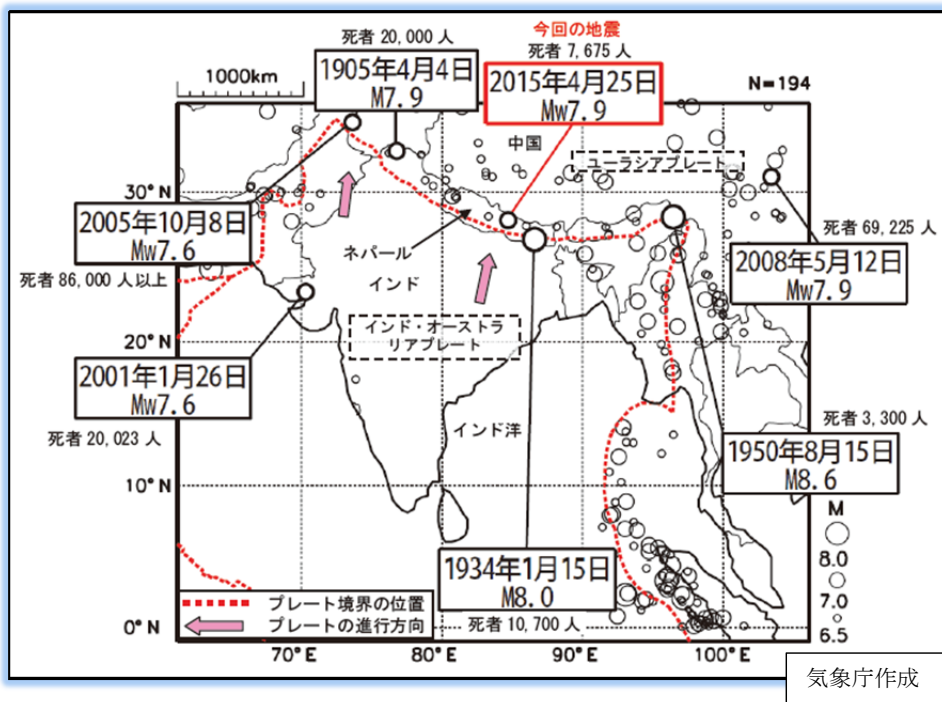 今回の地震
死者 20,000 人
死者 7,675 人
1000km
1905年4月4日
M7.9
2015年4月25日
Mw7.9
N=194
中国
ユーラシアプレート
30°N
2005年10月8日
Mw7.6
死者 86,000 人以上
ネパール
インド
死者 69,225 人
2008年5月12日
Mw7.9
インド・オーストラ
リアプレート
20°N
2001年1月26日
Mw7.6
死者 20,023 人
インド洋
死者 3,300 人
1950年8月15日
M8.6
10°N
M
8.0
7.0
6.5
1934年1月15日
M8.0
死者 10,700 人
プレート境界の位置
プレートの進行方向
0°N
70°E
80°E
90°E
100°E
気象庁作成